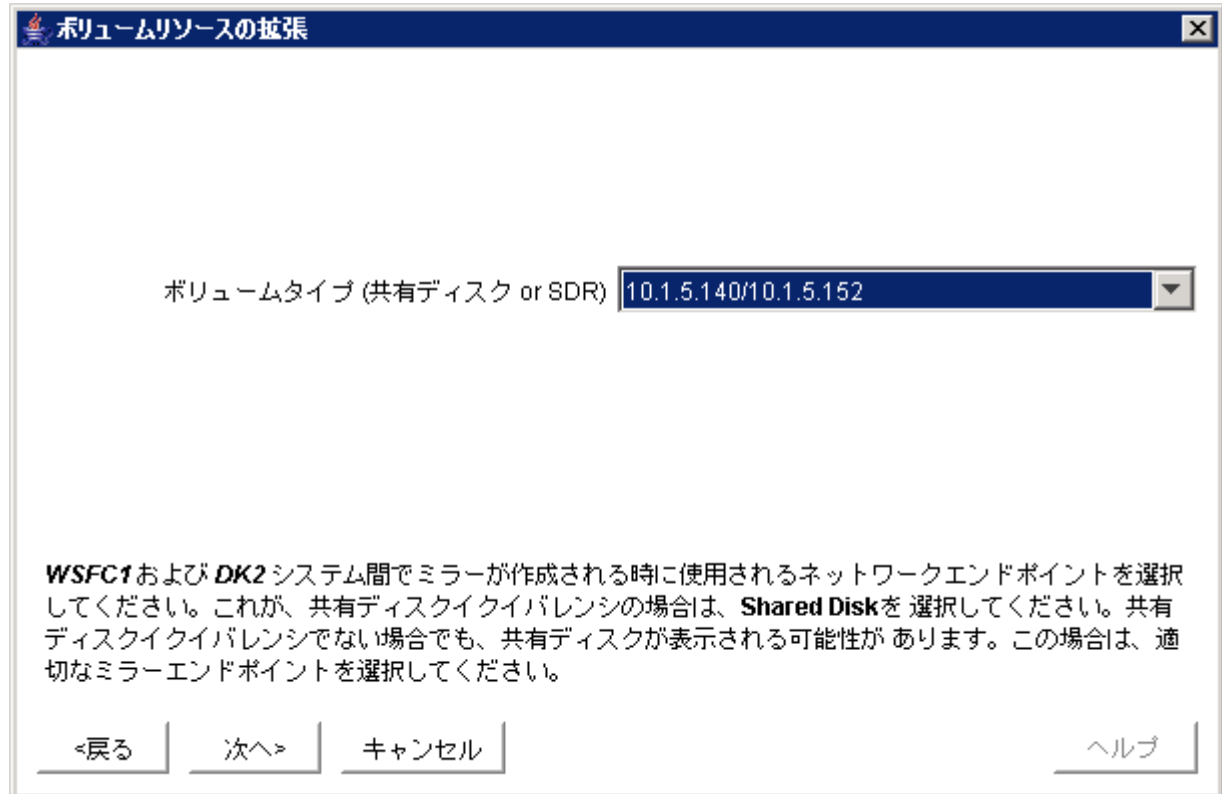 ボリュームリソースの拡張
ボリュームタイプ (共有ディスク or SDR) 10.1.5.140/10.1.5.152
WSFC1 および DK2 システム間でミラーが作成される時に使用されるネットワークエンドポイントを選択
してください。これが、共有ディスクイクイバレンシの場合は、Shared Diskを 選択してください。共有
ディスクイクイバレンシでない場合でも、共有ディスクが表示される可能性が あります。この場合は、適
切なミラーエンドポイントを選択してください。
<戻る 次へ> キャンセル ヘルプ